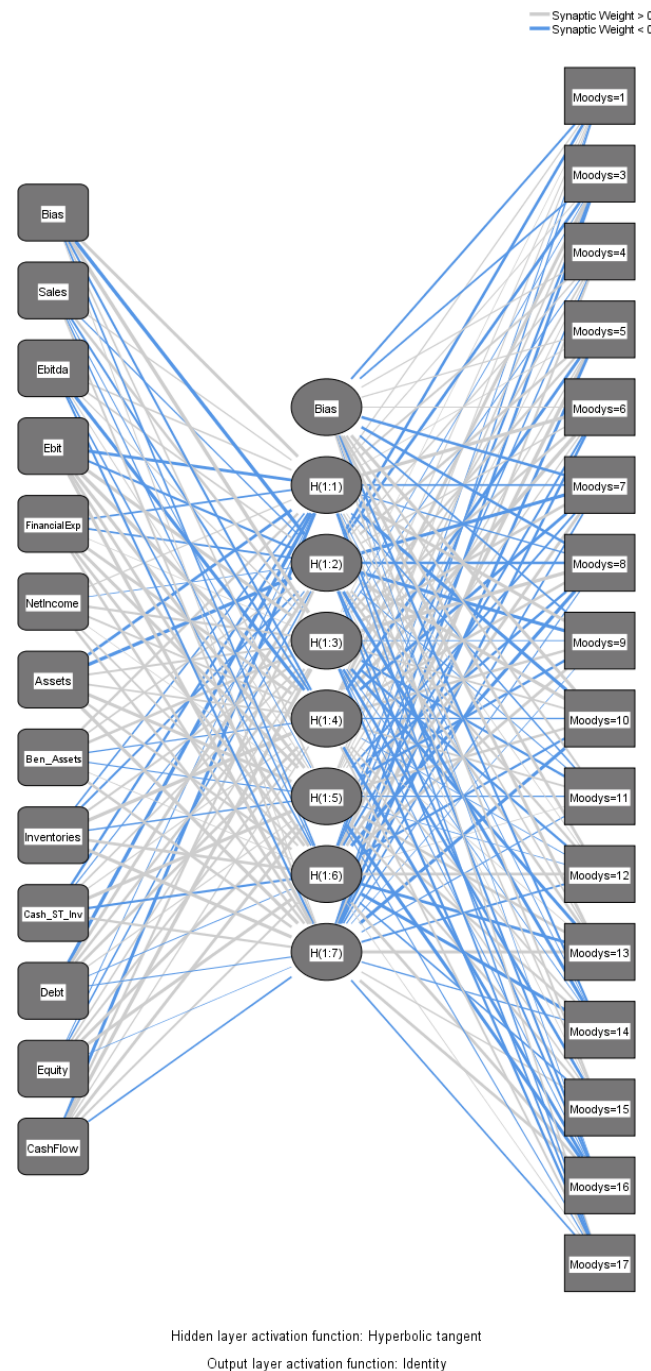 Synaptic Weight > 0
Synaptic Weight < 0
Bias
Sales
Ebitda
Ebit
FinancialExp
NetIncome
Assets
Ben_Assets
Inventories
Cash_ST_Inv
Debt
Equity
CashFlow
Bias
H(1:1)
H(1:2)
H(1:3)
H(1:4)
H(1:5)
H(1:6)
H(1:7)
Moodys=1
Moodys=3
Moodys=4
Moodys=5
Moodys=6
Moodys=7
Moodys=8
Moodys=9
Moodys=10
Moodys=11
Moodys=12
Moodys=13
Moodys=14
Moodys=15
Moodys=16
Moodys=17
Hidden layer activation function: Hyperbolic tangent
Output layer activation function: Identity